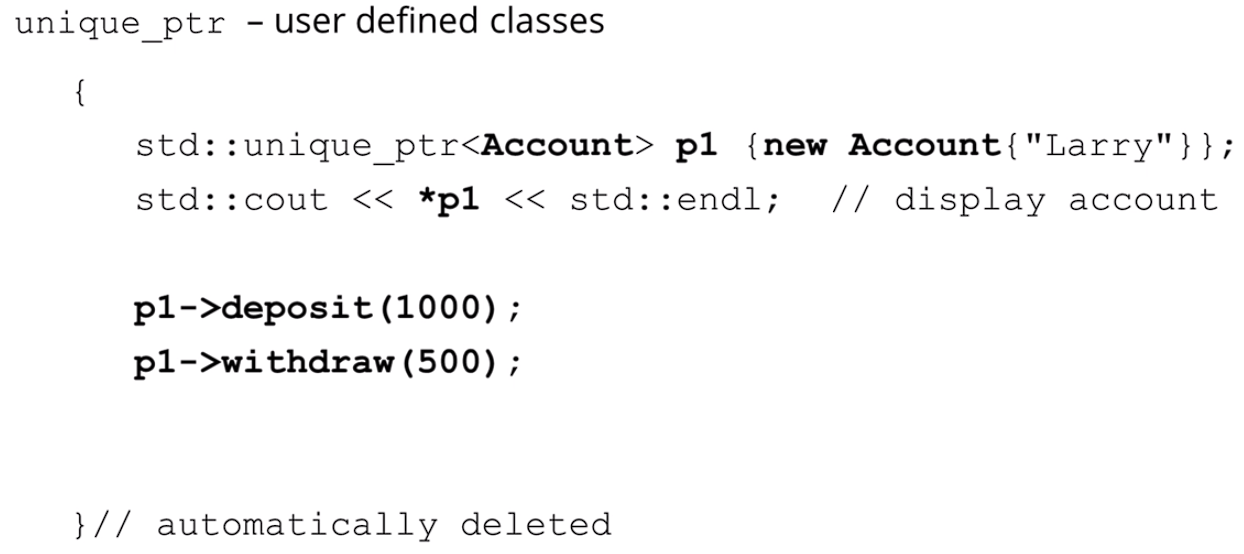 unique_ptr – user defined classes
{
std::unique_ptr<Account> p1 {new Account{"Larry"}};
std::cout << *p1 << std::endl; // display account
p1->deposit(1000);
p1->withdraw(500);
}// automatically deleted